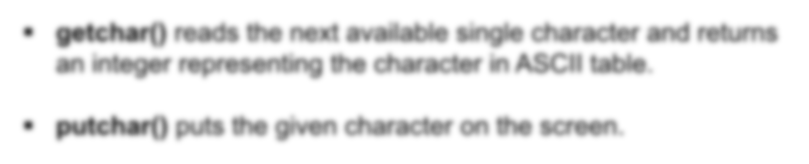 ▪ getchar() reads the next available single character and returns
an integer representing the character in ASCII table.
▪ putchar() puts the given character on the screen.